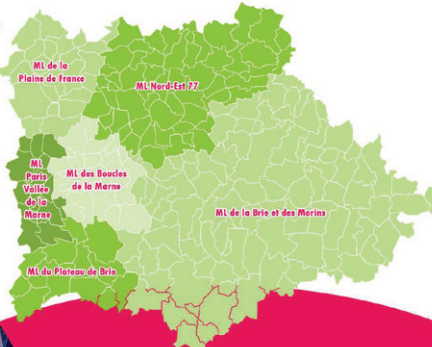 ML de la
Plaine de France
ML Nord-Est 77
ML
Paris
Vallée
de la
Marne
ML des Boucles
de la Marne
ML de la Brie et des Morins
ML du Plateau de Brie